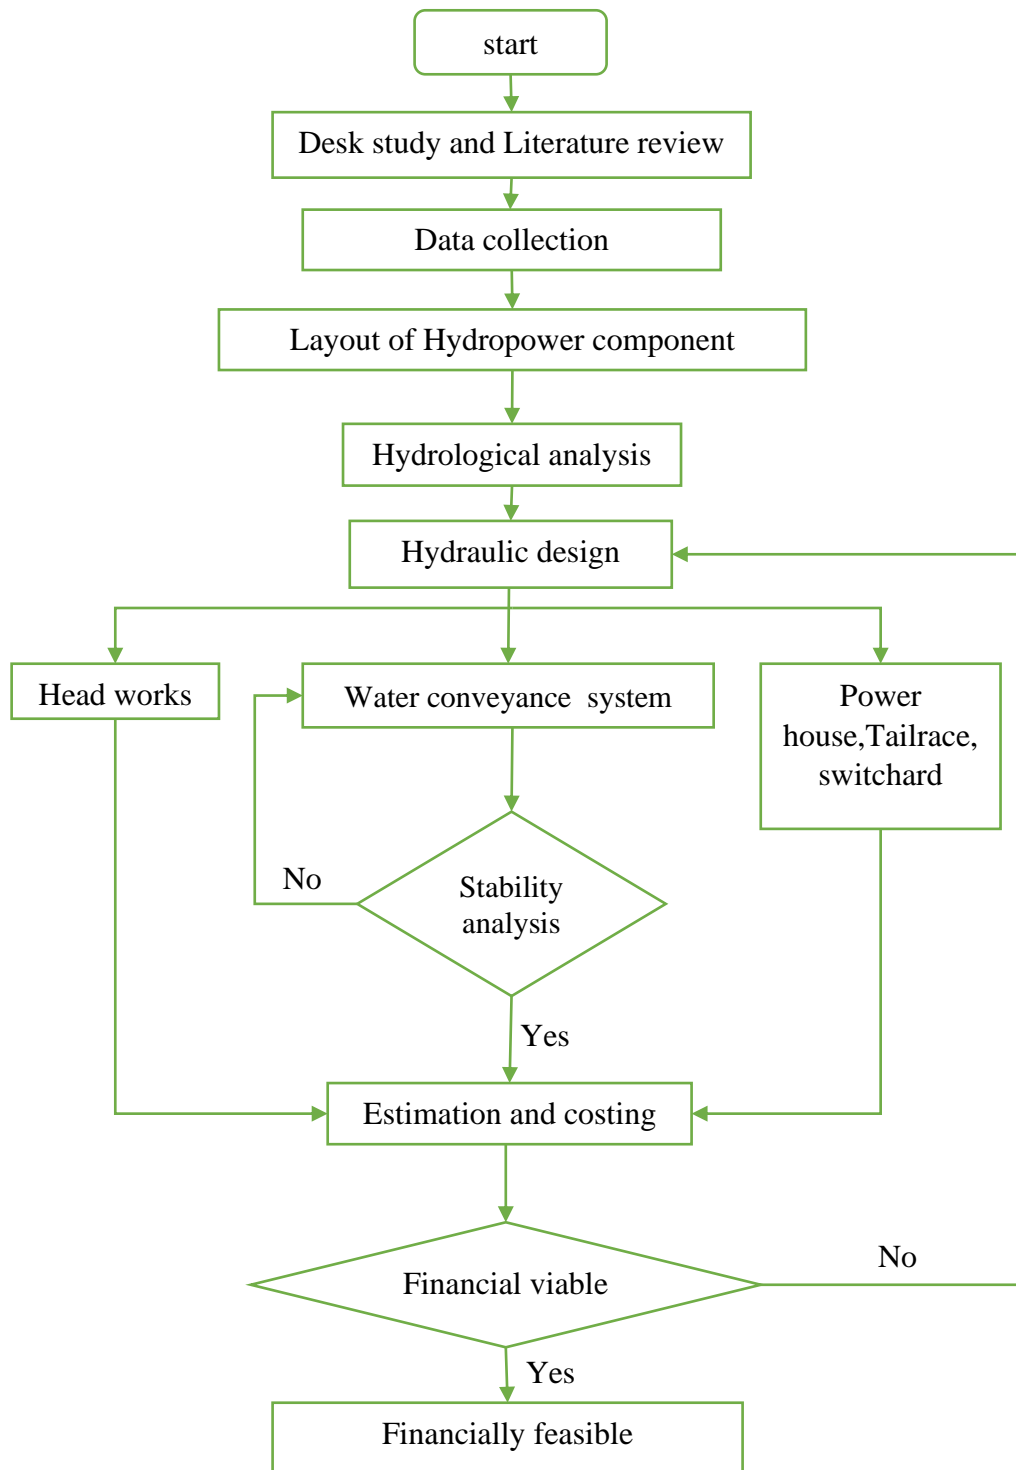 start
Desk study and Literature review
Data collection
Layout of Hydropower component
Hydrological analysis
Hydraulic design
Head works
Water conveyance  system
Power
house,Tailrace,
switchard
No
Stability
analysis
Yes
Estimation and costing
Financial viable
No
Yes
Financially feasible